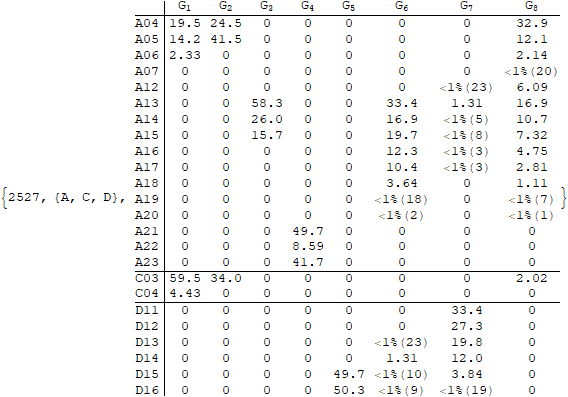 G1 G2 G3 G4 G5 G6 G7 G8
A04 19.5 24.5 0 0 0 0 0 32.9
A05 14.2 41.5 0 0 0 0 0 12.1
A06 2.33 0 0 0 0 0 0 2.14
A07 0 0 0 0 0 0 0 <1%(20)
A12 0 0 0 0 0 0 <1%(23) 6.09
A13 0 0 58.3 0 0 33.4 1.31 16.9
A14 0 0 26.0 0 0 16.9 <1%(5) 10.7
A15 0 0 15.7 0 0 19.7 <1%(8) 7.32
A16 0 0 0 0 0 12.3 <1%(3) 4.75
A17 0 0 0 0 0 10.4 <1%(3) 2.81
A18 0 0 0 0 0 3.64 0 1.11
{2527, {A, C, D}, A19 0 0 0 0 0 <1%(18) 0 <1%(7) }
A20 0 0 0 0 0 <1%(2) 0 <1%(1)
A21 0 0 0 49.7 0 0 0 0
A22 0 0 0 8.59 0 0 0 0
A23 0 0 0 41.7 0 0 0 0
C03 59.5 34.0 0 0 0 0 0 2.02
C04 4.43 0 0 0 0 0 0 0
D11 0 0 0 0 0 0 33.4 0
D12 0 0 0 0 0 0 27.3 0
D13 0 0 0 0 0 <1%(23) 19.8 0
D14 0 0 0 0 0 1.31 12.0 0
D15 0 0 0 0 49.7 <1%(10) 3.84 0
D16 0 0 0 0 50.3 <1%(9) <1%(19) 0